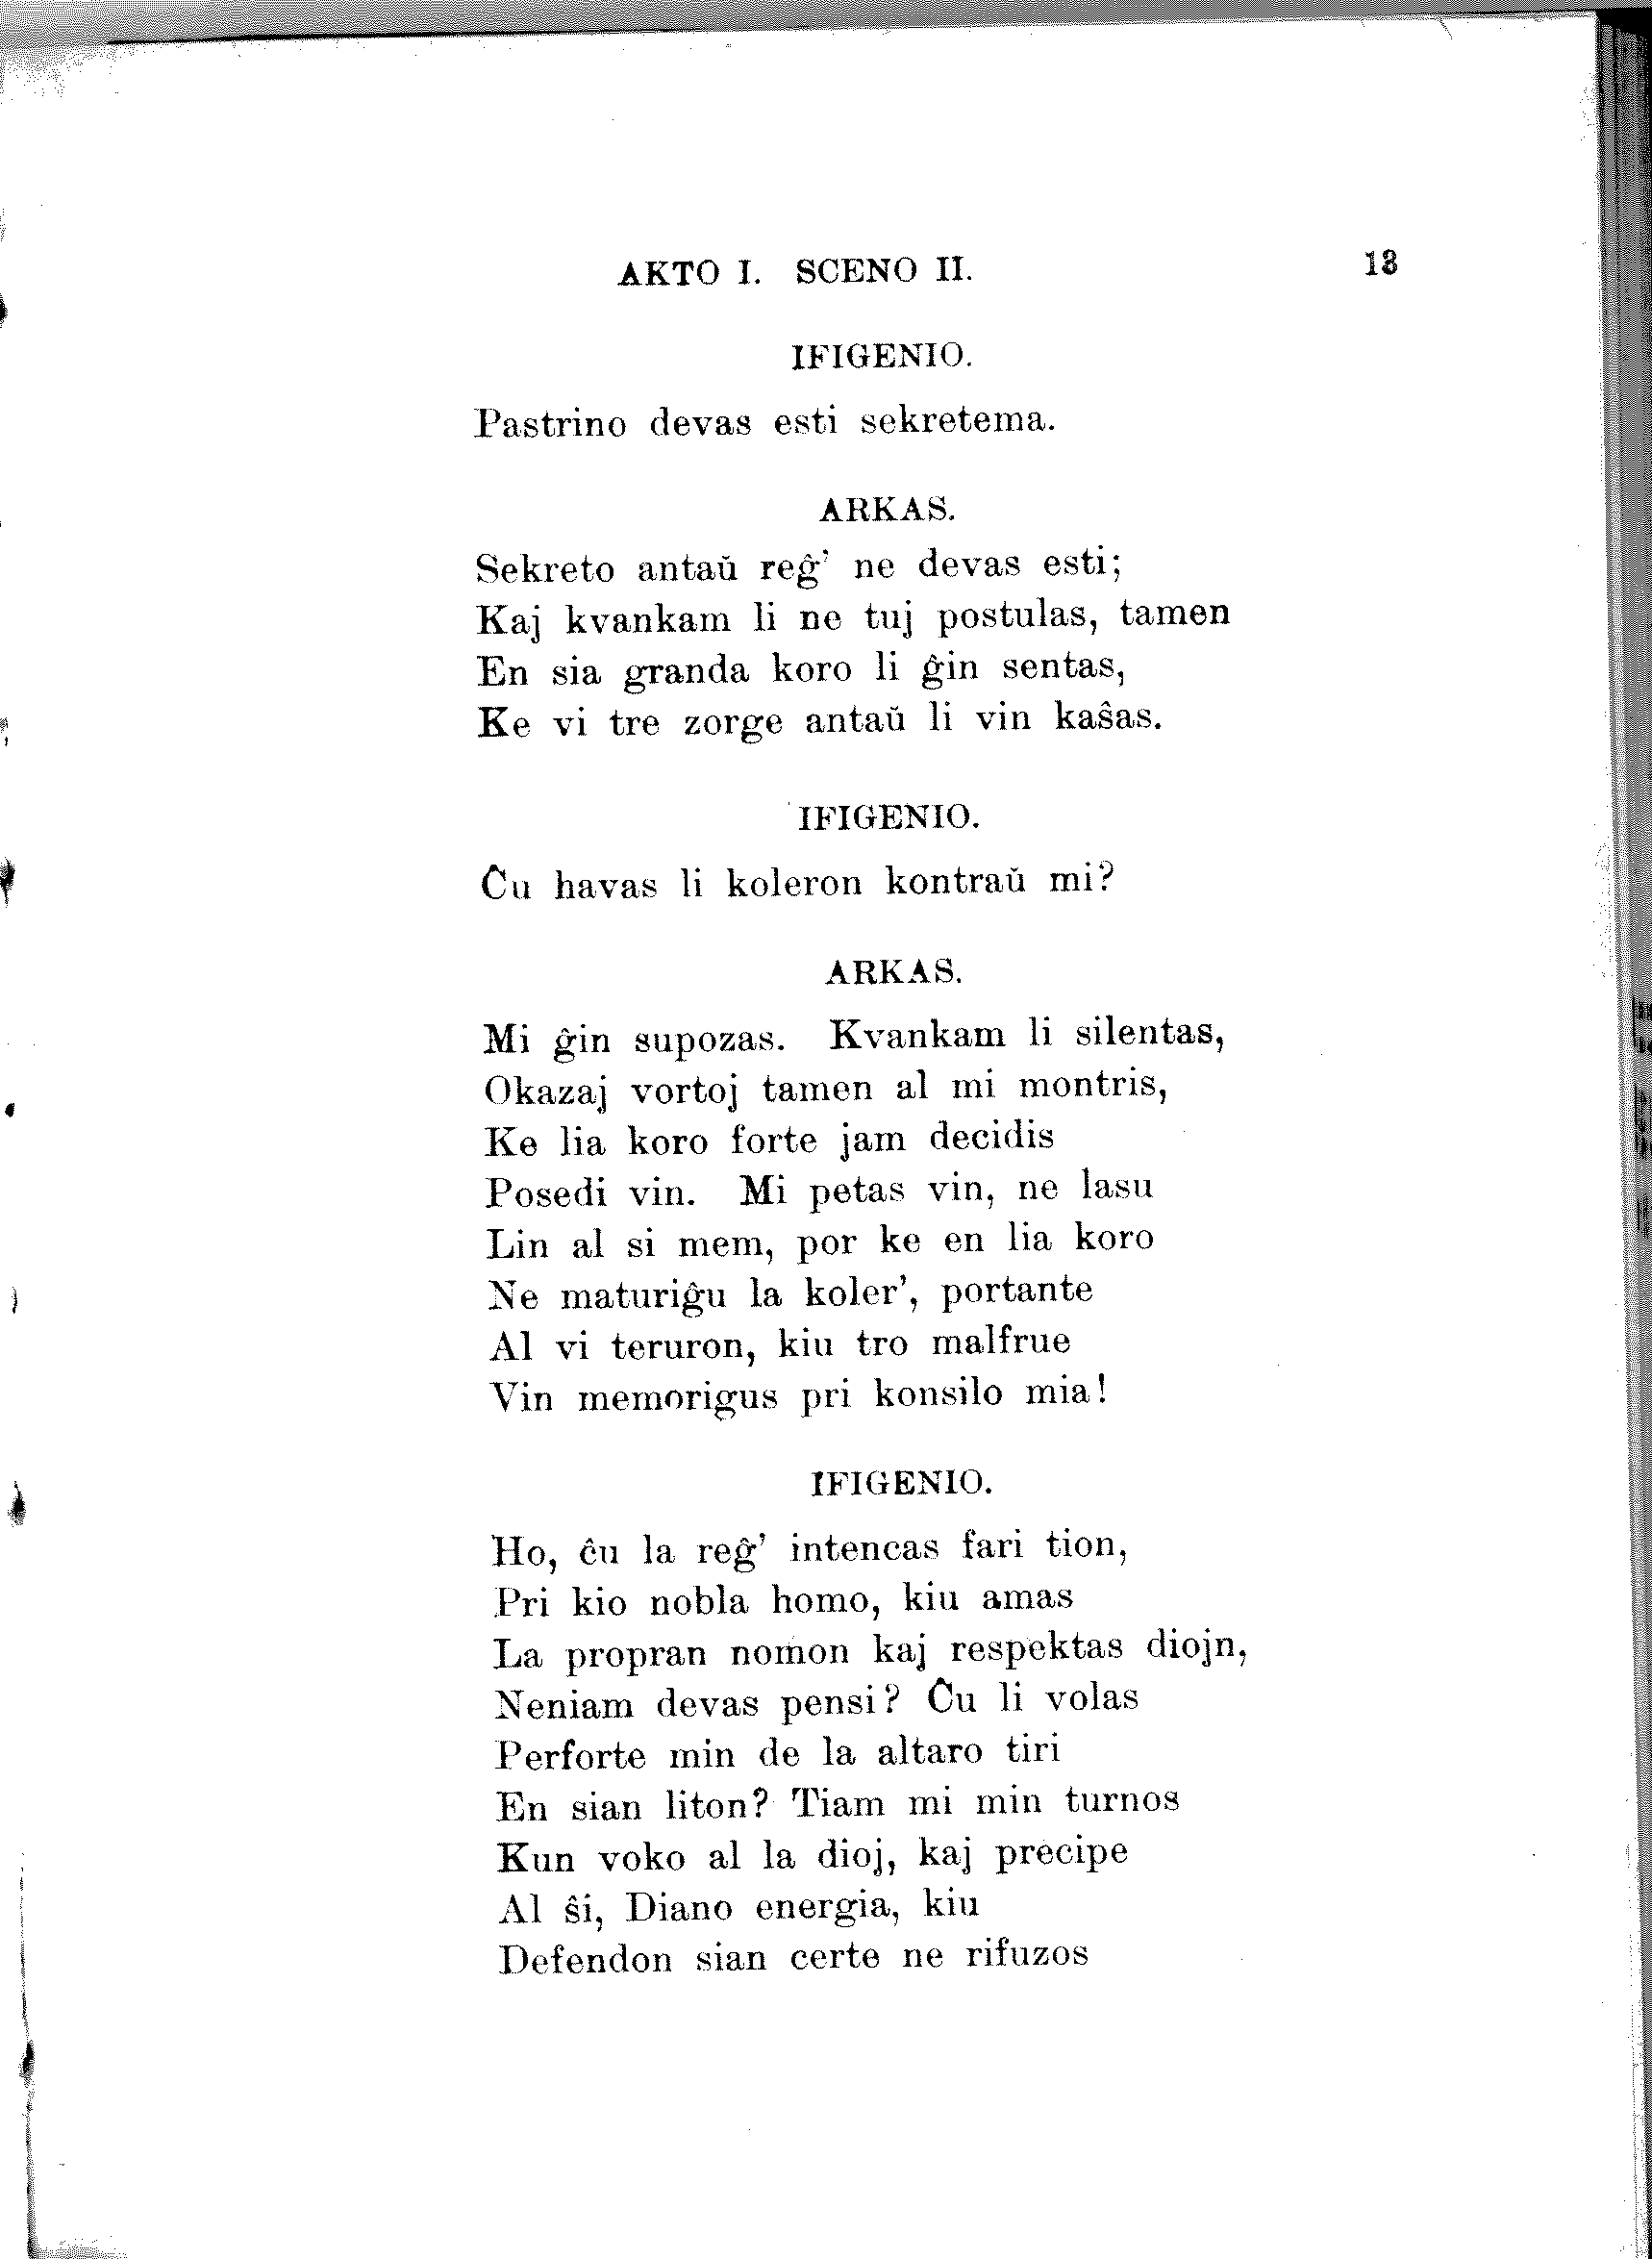 AKTO I. SCENO II. 13
IFIGENIO.
Pastrino devas esti sekretema.
ARKAS.
Sekreto antaŭ reĝ' ne devas esti;
Kaj kvankam li ne tuj postulas, tamen
En sia granda koro li ĝin sentas,
Ke vi tre zorge antaŭ li vin kaŝas.
IFIGENIO.
Ĉu havas li koleron kontraŭ mi?
ARKAS.
Mi ĝin supozas. Kvankam li silentas,
Okazaj vortoj tamen al mi montris,
Ke lia koro forte jam decidis
Posedi vin. Mi petas vin, ne lasu
Lin al si mem, por ke en lia koro
Ne maturiĝu la koler', portante
Al vi teruron, kiu tro malfrue
Vin memorigus pri konsilo mia!
IFIGENIO.
Ho, ĉu la reĝ' intencas fari tion,
Pri kio nobla homo, kiu amas
La propran nomon kaj respektas diojn,
Neniam devas pensi? Ĉu li volas
Perforte min de la altaro tiri
En sian liton? Tiam mi min turnos
Kun voko al la dioj, kaj precipe
Al ŝi, Diano energia, kiu
Defendon sian certe ne rifuzos